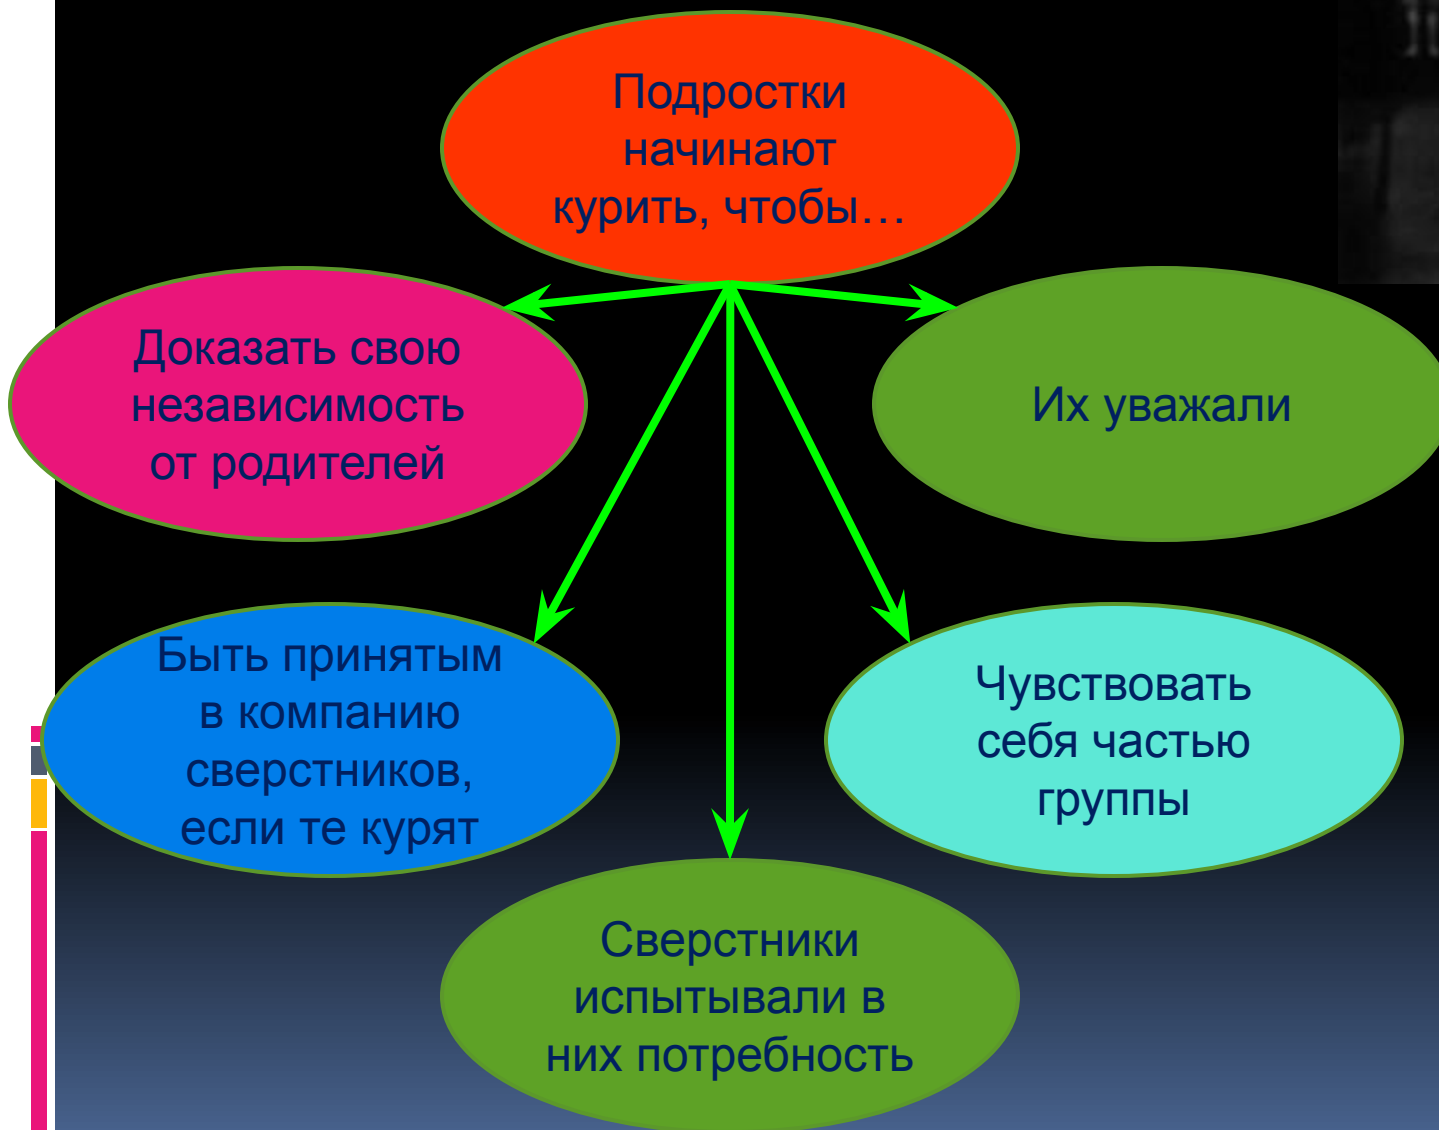 Подростки
начинают
курить, чтобы…
Доказать свою
независимость
от родителей
Их уважали
Быть принятым
в компанию
сверстников,
если те курят
Чувствовать
себя частью
группы
Сверстники
испытывали в
них потребность